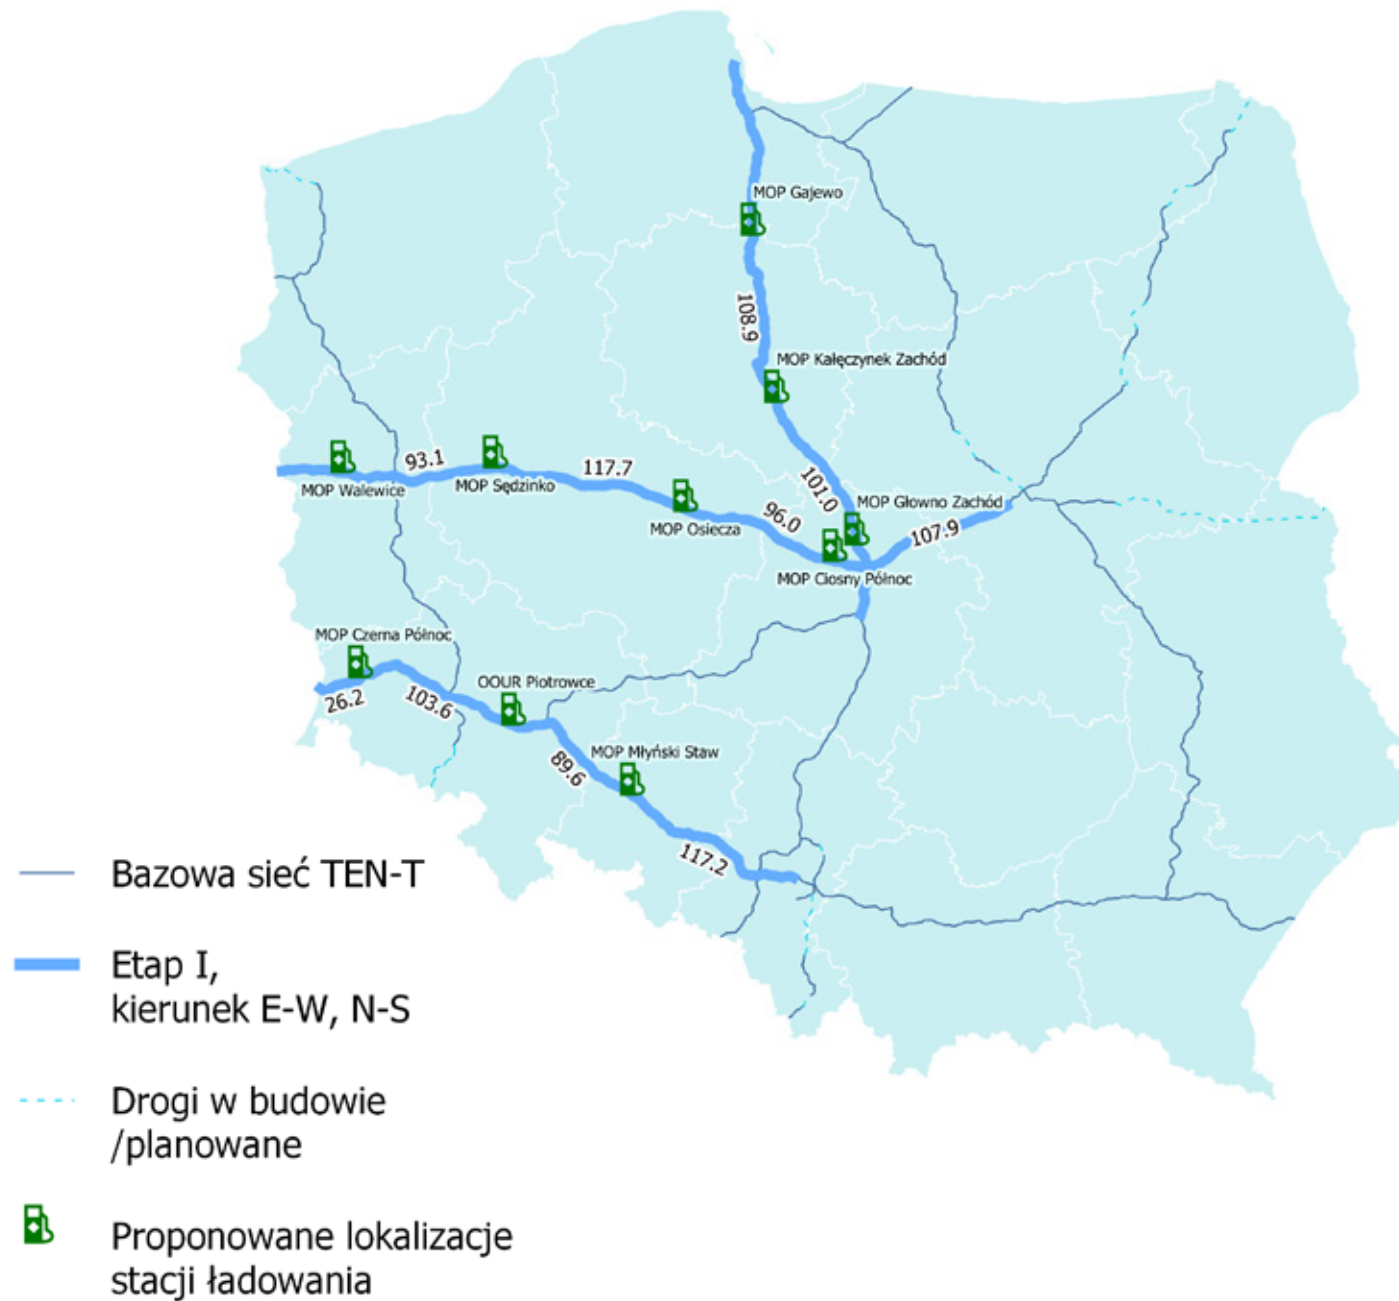 MOP Gajewo
108.9
MOP Kałęczynek Zachód
101.0
MOP Głowno Zachód
107.9
93.1
117.7
96.0
MOP Walewice
MOP Sędzinko
MOP Osiecza
MOP Ciosny Północ
MOP Czerna Północ
26.2
103.6
OOUR Piotrowce
89.6
MOP Młyński Staw
117.2
Bazowa sieć TEN-T
Etap I,
kierunek E-W, N-S
Drogi w budowie
/planowane
Proponowane lokalizacje
stacji ładowania